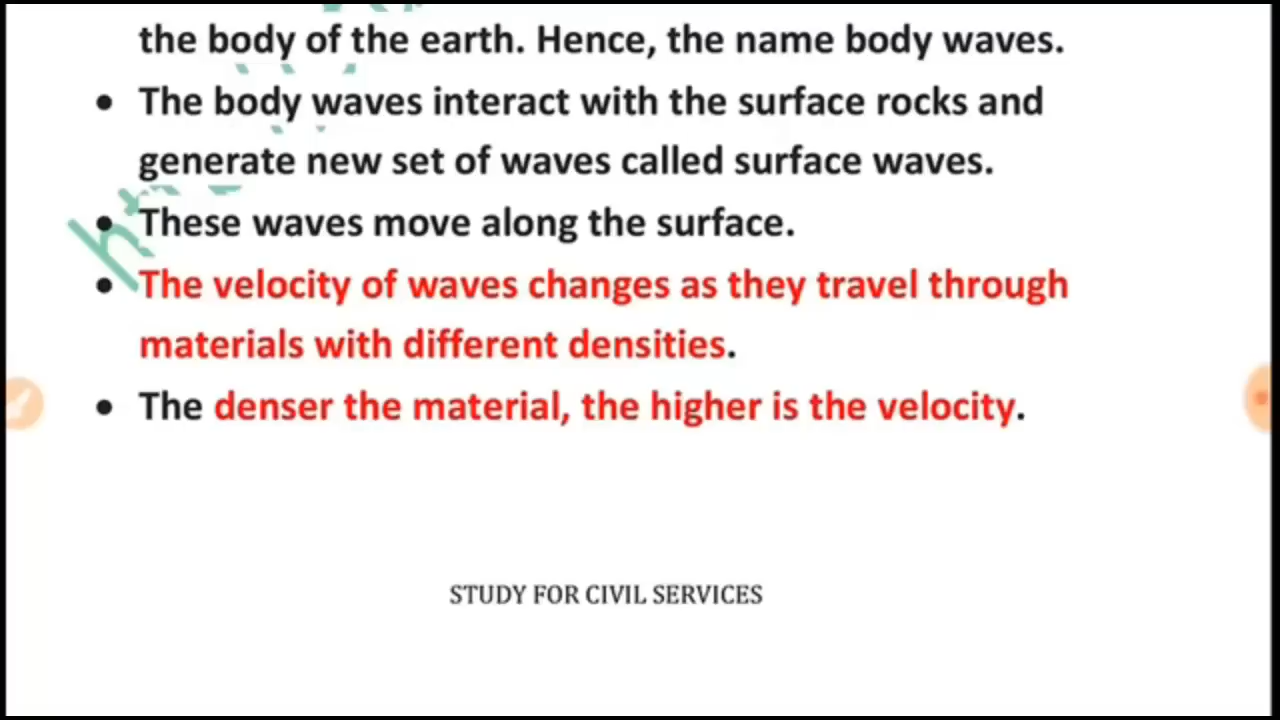 the body of the earth. Hence, the name body waves.
• The body waves interact with the surface rocks and
generate new set of waves called surface waves.
• These waves move along the surface.
• The velocity of waves changes as they travel through
materials with different densities.
• The denser the material, the higher is the velocity.
STUDY FOR CIVIL SERVICES